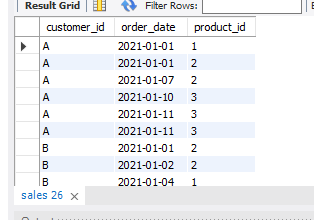 Result Grid Filter Rows:
customer_id order_date product_id
A 2021-01-01 1
A 2021-01-01 2
A 2021-01-07 2
A 2021-01-10 3
A 2021-01-11 3
A 2021-01-11 3
B 2021-01-01 2
B 2021-01-02 2
B 2021-01-04 1
sales 26 ×